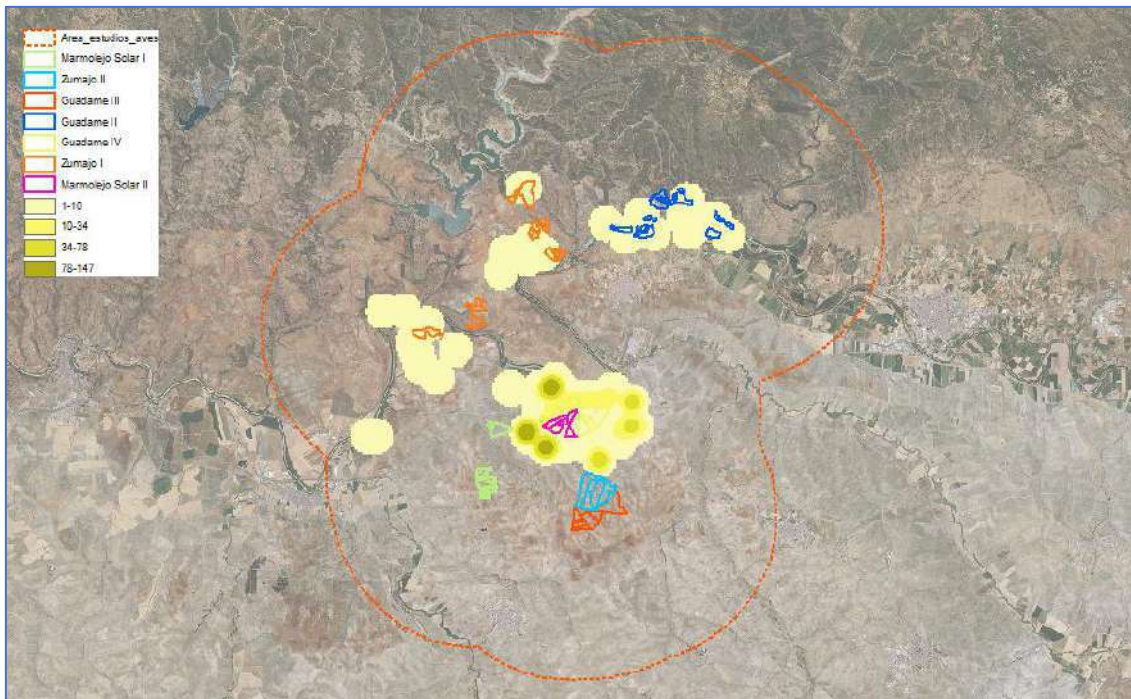 Area_estudios_aves
Marmolejo Solar I
Zumajo II
Guadame III
Guadame II
Guadame IV
Zumajo I
Marmolejo Solar II
1-10
10-34
34-78
78-147